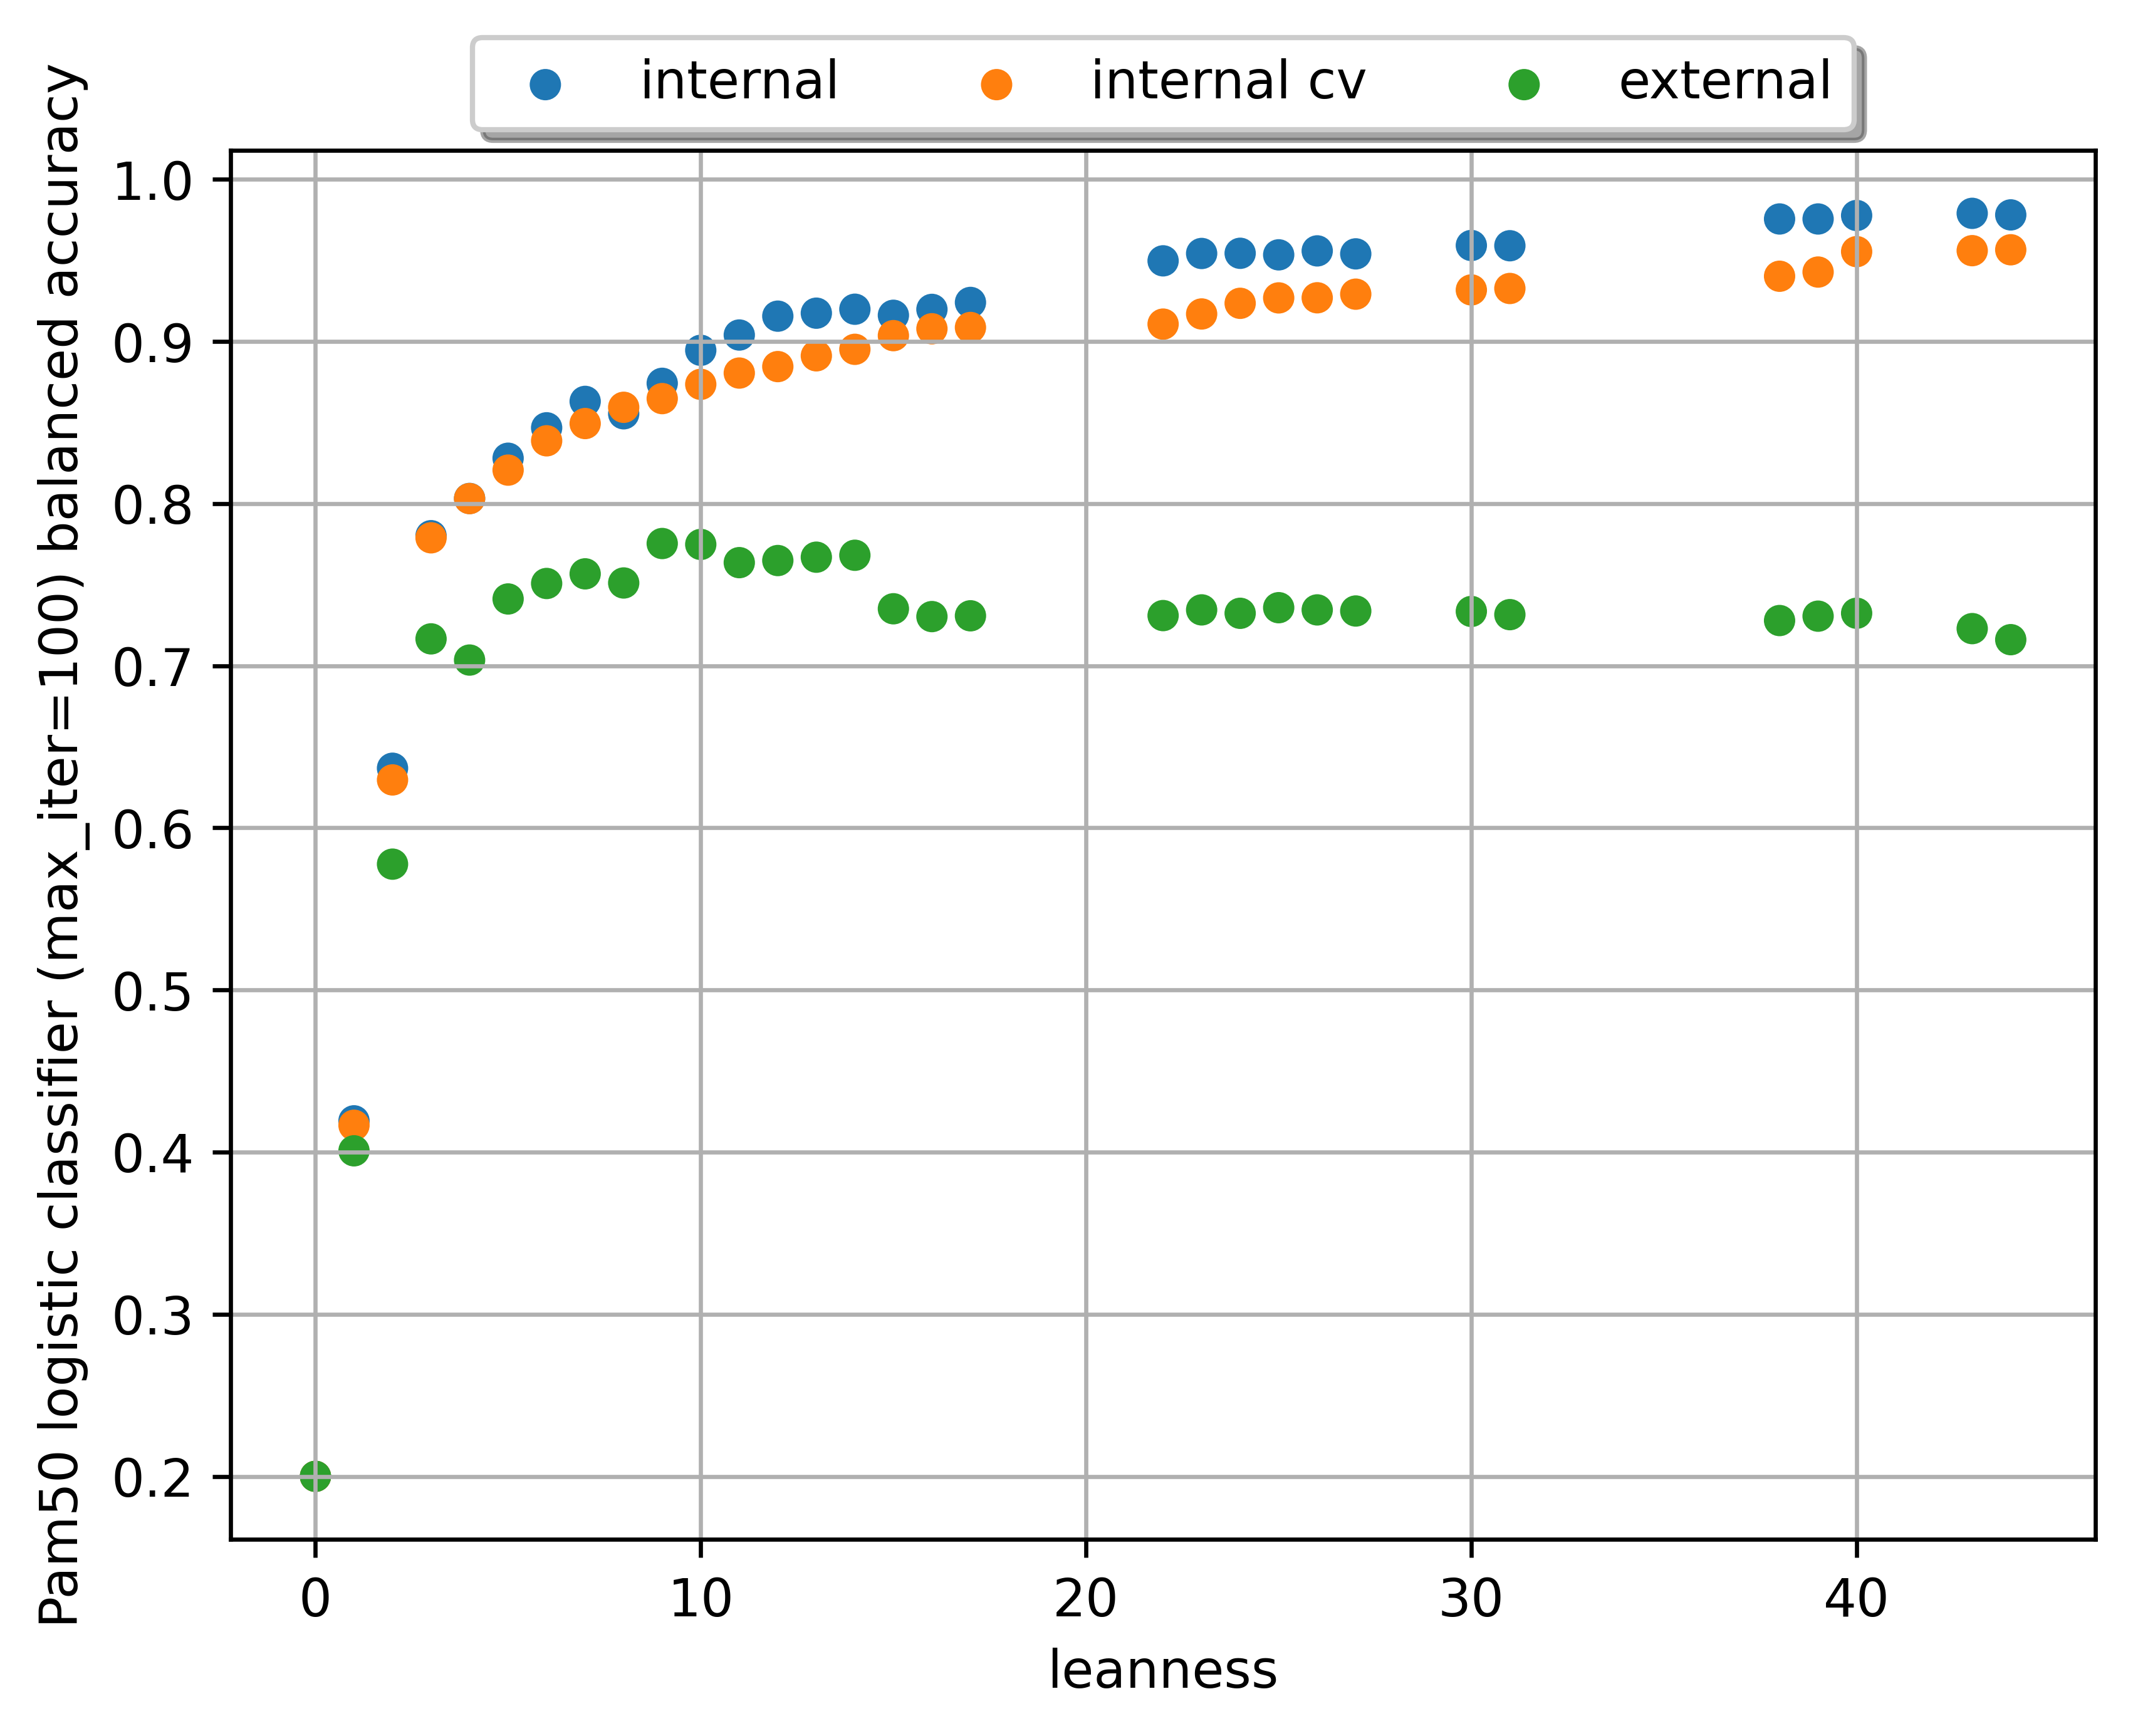 internal internal cv external
Pam50 logistic classifier (max_iter=100) balanced accuracy
1.0
0.9
0.8
0.7
0.6
0.5
0.4
0.3
0.2
0 10 20 30 40
leanness